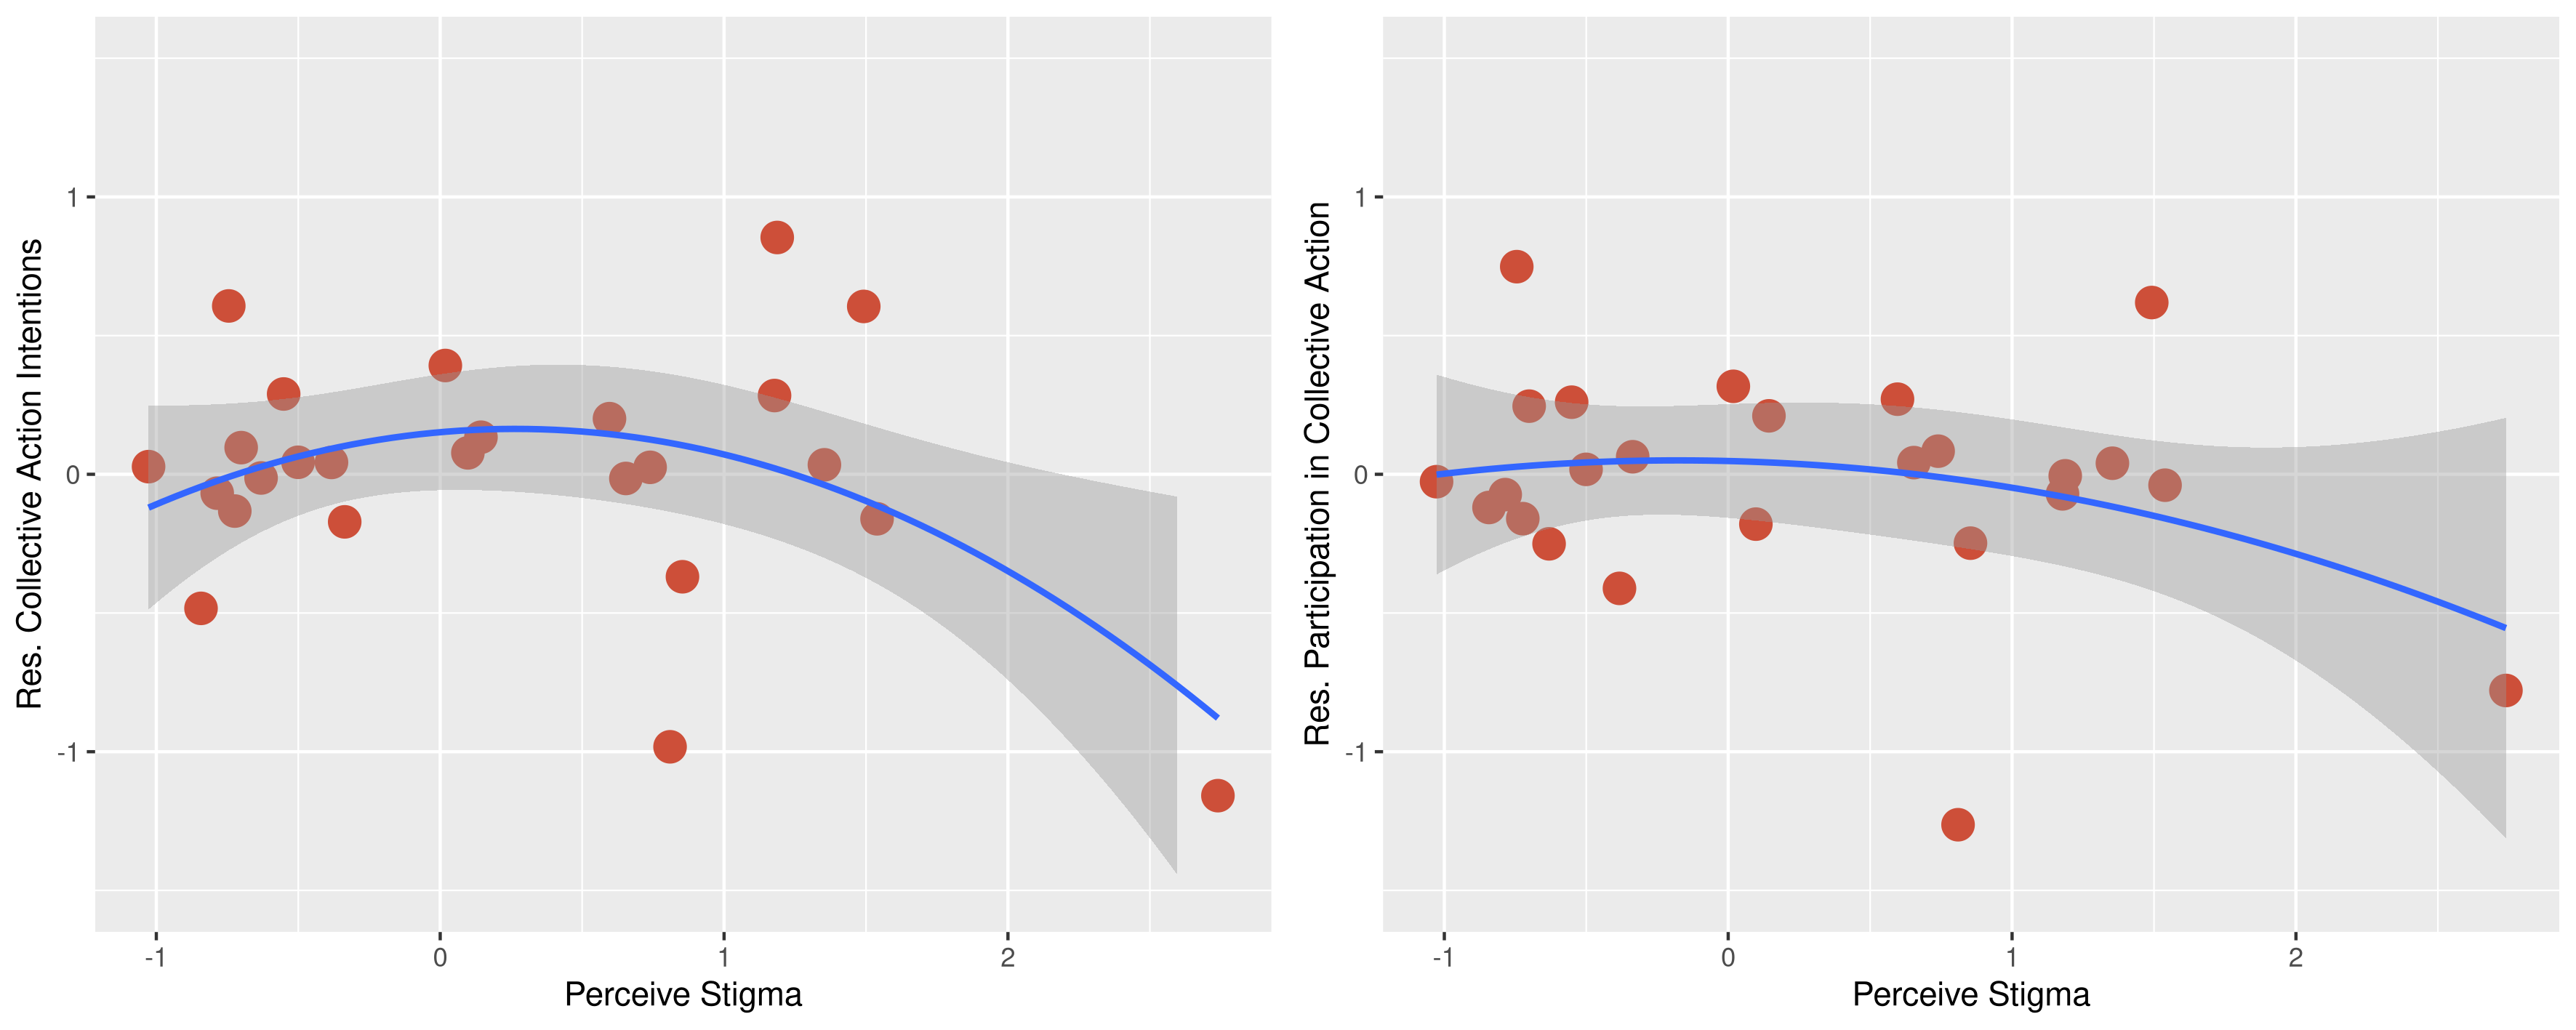 Res. Collective Action Intentions
1
0
-1
-1 0 1 2
Perceive Stigma
Res. Participation in Collective Action
1
0
-1
-1 0 1 2
Perceive Stigma